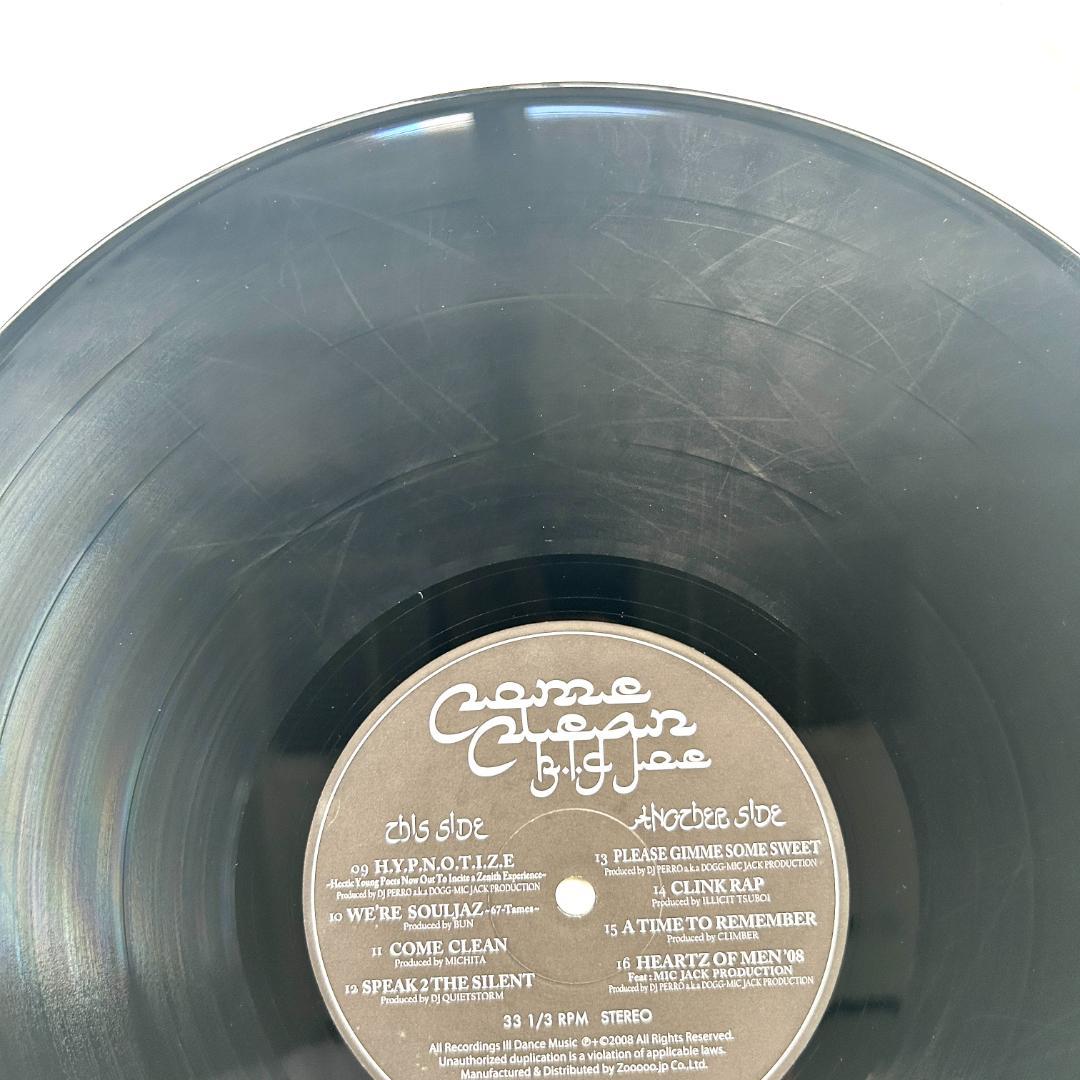 Come
Clean
b.i.g Joe
This Side
09 H.Y.P.N.O.T.I.Z.E
~Hectic Young Poets Now Out To Incite a Zenith Experience~
Produced by DJ PERRO a.k.a DOGG-MIC JACK PRODUCTION
10 WE'RE SOULJAZ ~67-Tames~
Produced by BUN
11 COME CLEAN
Produced by MICHITA
12 SPEAK 2 THE SILENT
Produced by DJ QUIETSTORM
Another Side
13 PLEASE GIMME SOME SWEET
Produced by DJ PERRO a.k.a DOGG-MIC JACK PRODUCTION
14 CLINK RAP
Produced by ILLICIT TSUBOI
15 A TIME TO REMEMBER
Produced by CLIMBER
16 HEARTZ OF MEN '08
Feat : MIC JACK PRODUCTION
Produced by DJ PERRO a.k.a DOGG-MIC JACK PRODUCTION
33 1/3 RPM STEREO
All Recordings Ill Dance Music ℗+©2008 All Rights Reserved.
Unauthorized duplication is a violation of applicable laws.
Manufactured & Distributed by Zooooo.jp Co.,Ltd.